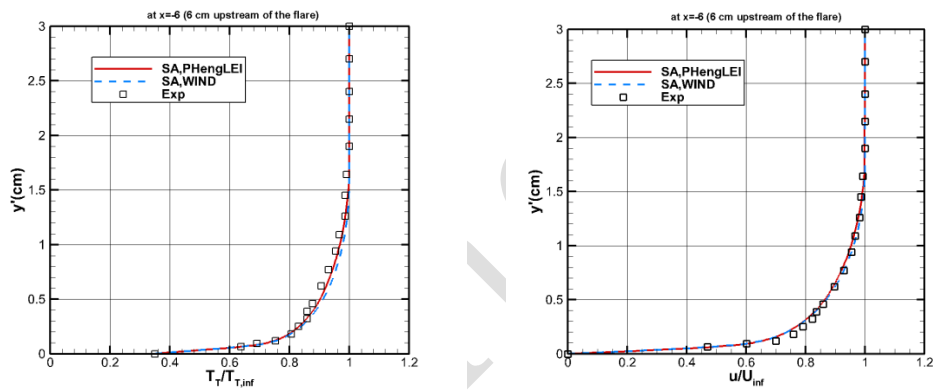 at x=-6 (6 cm upstream of the flare)
3
2.5
2
1.5
1
0.5
0
y'(cm)
SA,PHengLEI
SA,WIND
Exp
0 0.2 0.4 0.6 0.8 1 1.2
T_T/T_T,inf
at x=-6 (6 cm upstream of the flare)
3
2.5
2
1.5
1
0.5
0
y'(cm)
SA,PHengLEI
SA,WIND
Exp
0 0.2 0.4 0.6 0.8 1 1.2
u/U_inf